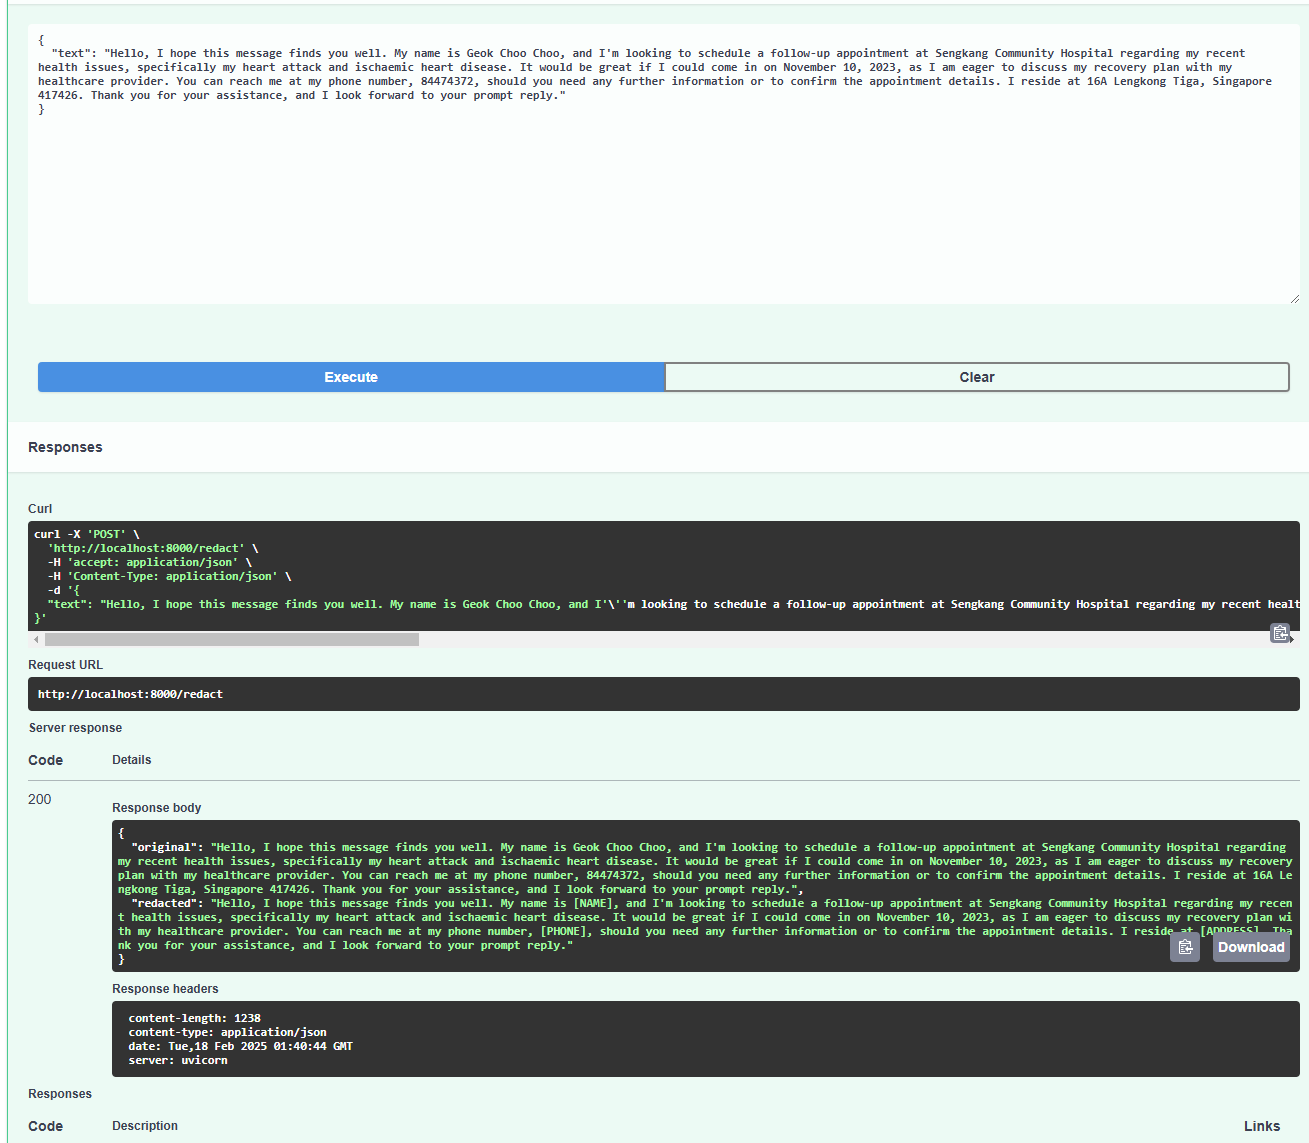 {
  "text": "Hello, I hope this message finds you well. My name is Geok Choo Choo, and I'm looking to schedule a follow-up appointment at Sengkang Community Hospital regarding my recent
health issues, specifically my heart attack and ischaemic heart disease. It would be great if I could come in on November 10, 2023, as I am eager to discuss my recovery plan with my
healthcare provider. You can reach me at my phone number, 84474372, should you need any further information or to confirm the appointment details. I reside at 16A Lengkong Tiga, Singapore
417426. Thank you for your assistance, and I look forward to your prompt reply."
}
Execute
Clear
Responses
Curl
curl -X 'POST' \
  'http://localhost:8000/redact' \
  -H 'accept: application/json' \
  -H 'Content-Type: application/json' \
  -d '{
  "text": "Hello, I hope this message finds you well. My name is Geok Choo Choo, and I'\''m looking to schedule a follow-up appointment at Sengkang Community Hospital regarding my recent healt
}'
Request URL
http://localhost:8000/redact
Server response
Code Details
200
Response body
{
  "original": "Hello, I hope this message finds you well. My name is Geok Choo Choo, and I'm looking to schedule a follow-up appointment at Sengkang Community Hospital regarding
my recent health issues, specifically my heart attack and ischaemic heart disease. It would be great if I could come in on November 10, 2023, as I am eager to discuss my recovery
plan with my healthcare provider. You can reach me at my phone number, 84474372, should you need any further information or to confirm the appointment details. I reside at 16A Le
ngkong Tiga, Singapore 417426. Thank you for your assistance, and I look forward to your prompt reply.",
  "redacted": "Hello, I hope this message finds you well. My name is [NAME], and I'm looking to schedule a follow-up appointment at Sengkang Community Hospital regarding my recen
t health issues, specifically my heart attack and ischaemic heart disease. It would be great if I could come in on November 10, 2023, as I am eager to discuss my recovery plan wi
th my healthcare provider. You can reach me at my phone number, [PHONE], should you need any further information or to confirm the appointment details. I reside at [ADDRESS]. Tha
nk you for your assistance, and I look forward to your prompt reply."
}
Download
Response headers
content-length: 1238
content-type: application/json
date: Tue,18 Feb 2025 01:40:44 GMT
server: uvicorn
Responses
Code Description Links